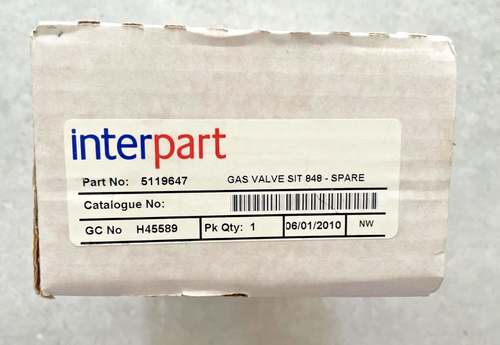 interpart
Part No: 5119647 GAS VALVE SIT 848 - SPARE
Catalogue No:
GC No H45589 Pk Qty: 1 06/01/2010 NW